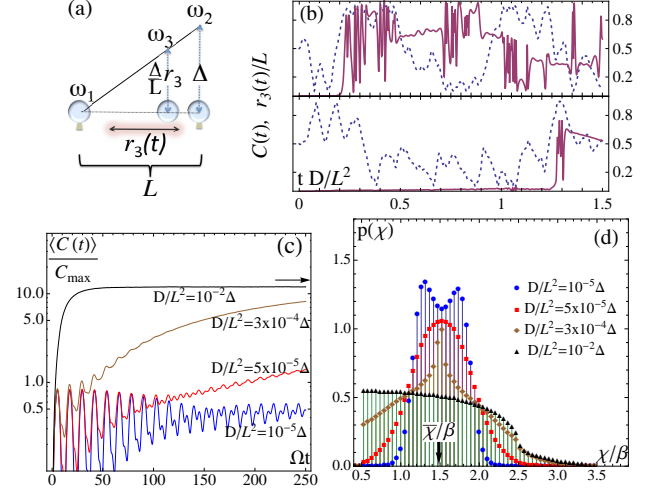 (a)
ω2
ω3
Δ/L r3
Δ
ω1
r3(t)
L
(b)
C(t), r3(t)/L
0.8
0.5
0.2
0.8
0.5
0.2
t D/L²
0 0.5 1.0 1.5
(c)
⟨C(t)⟩/Cmax
10.0
1.0
0.5
D/L²=10⁻²Δ
D/L²=3x10⁻⁴Δ
D/L²=5x10⁻⁵Δ
D/L²=10⁻⁵Δ
0 50 100 150 200 250
Ωt
p(χ)
(d)
1.5
1.0
0.5
0.0
D/L²=10⁻⁵Δ
D/L²=5x10⁻⁵Δ
D/L²=3x10⁻⁴Δ
D/L²=10⁻²Δ
χ̅/β
0.5 1.0 1.5 2.0 2.5 3.0 3.5
χ/β